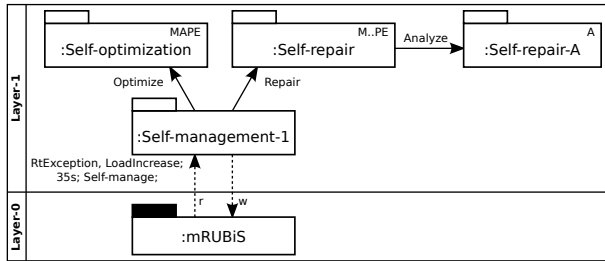 Layer-1
MAPE
:Self-optimization
M..PE
:Self-repair
Analyze
A
:Self-repair-A
Optimize
Repair
:Self-management-1
RtException, LoadIncrease;
35s; Self-manage;
r
w
Layer-0
:mRUBiS